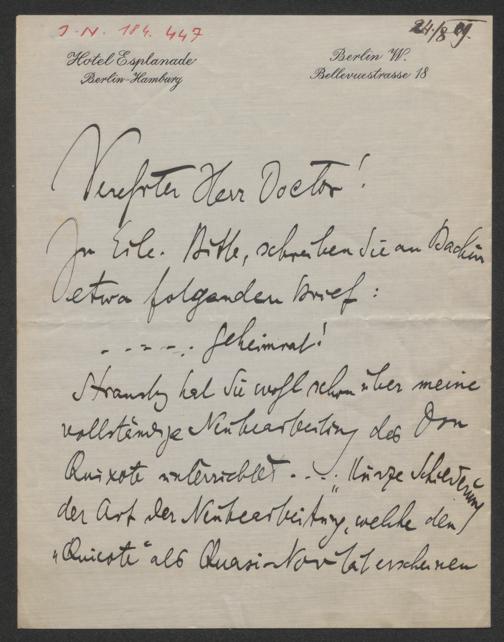 J. N. 184.447
24./8 09.
Hotel Esplanade
Berlin-Hamburg
Berlin W.
Bellevuestrasse 18
Verehrter Herr Doctor!
In Eile. Bitte, schreiben Sie an
etwa folgenden Brief:
- - - - . Geheimrat!
Stransky hat Sie wohl schon über meine
vollständige Neubearbeitung des Don
Quixote unterrichtet - - . Kurze Schilderung
der Art der Neubearbeitung, welche den
"Quixote" als Quasi-Novität erscheinen